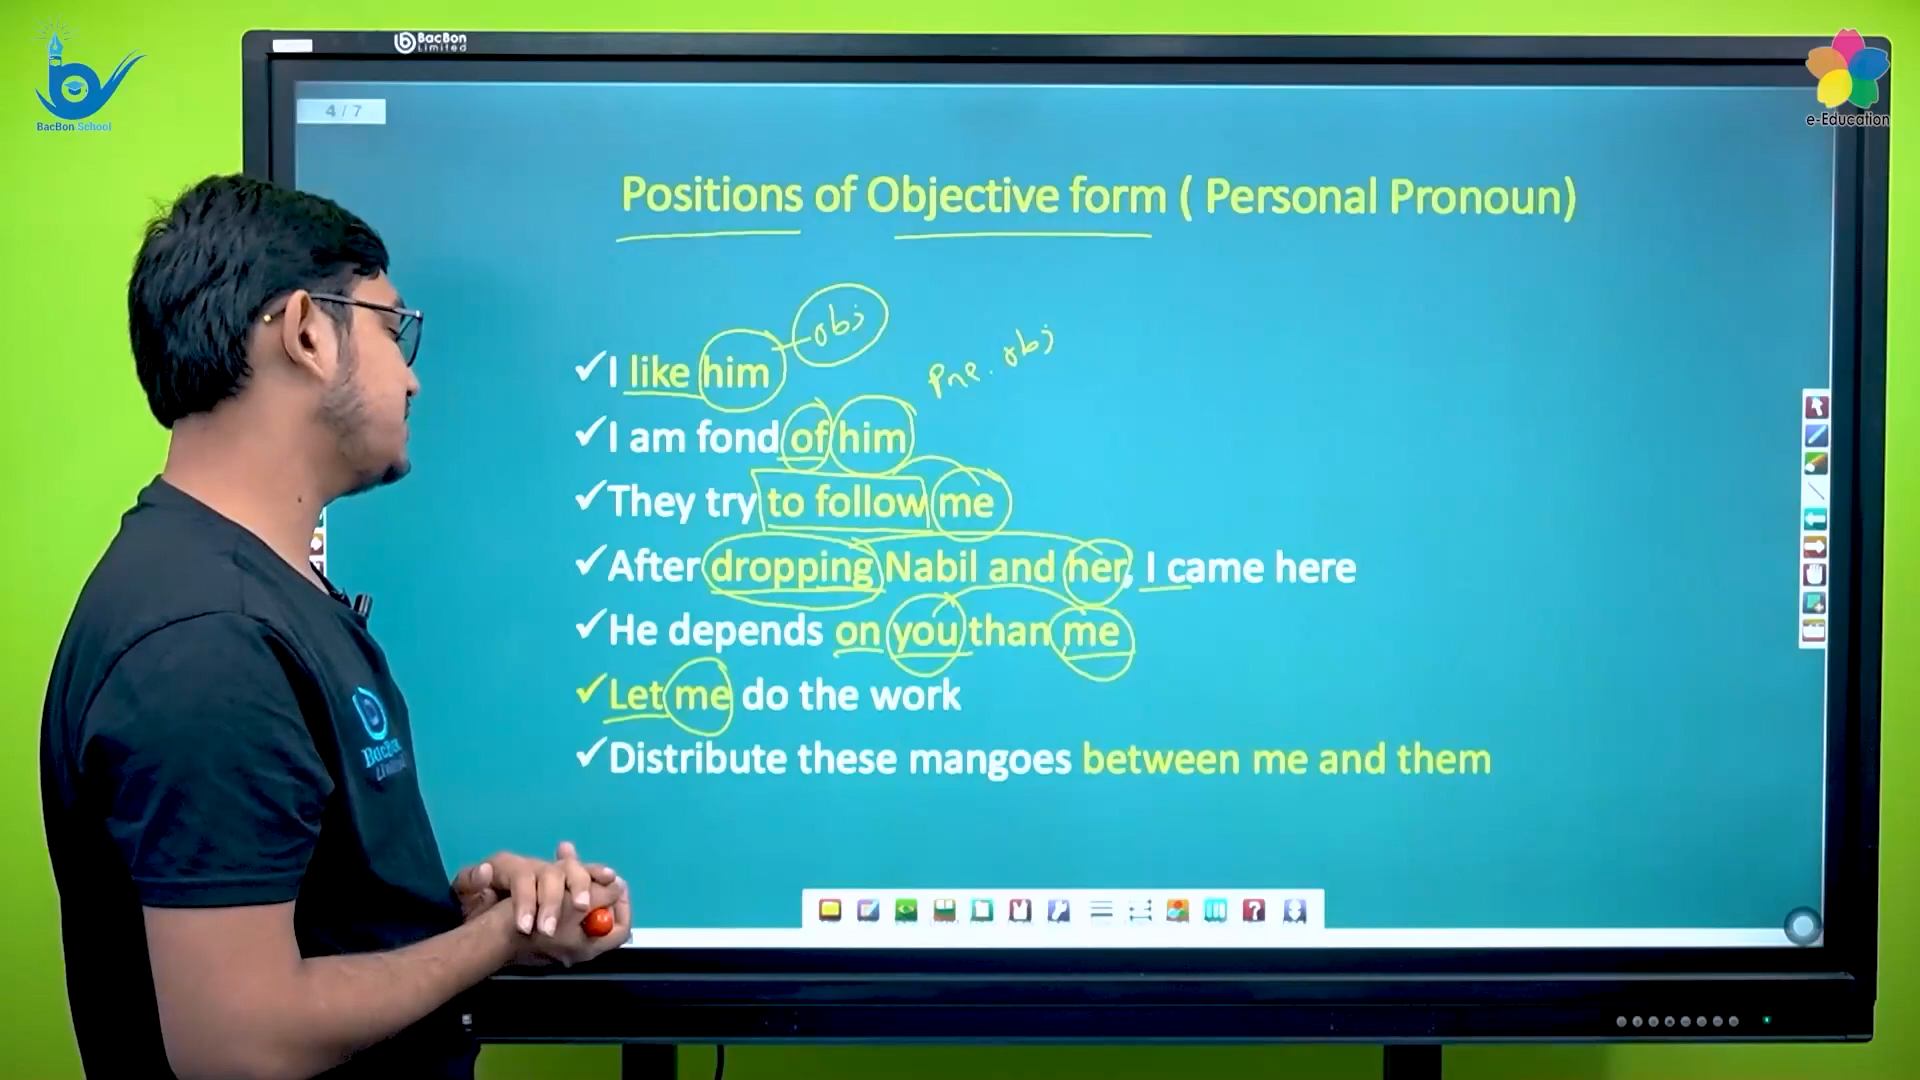 BacBon
Limited
BacBon School
e-Education
4 / 7
Positions of Objective form ( Personal Pronoun)
obj
Pre. obj
✓I like him
✓I am fond of him
✓They try to follow me
✓After dropping Nabil and her, I came here
✓He depends on you than me
✓Let me do the work
✓Distribute these mangoes between me and them
BacBon
Limited